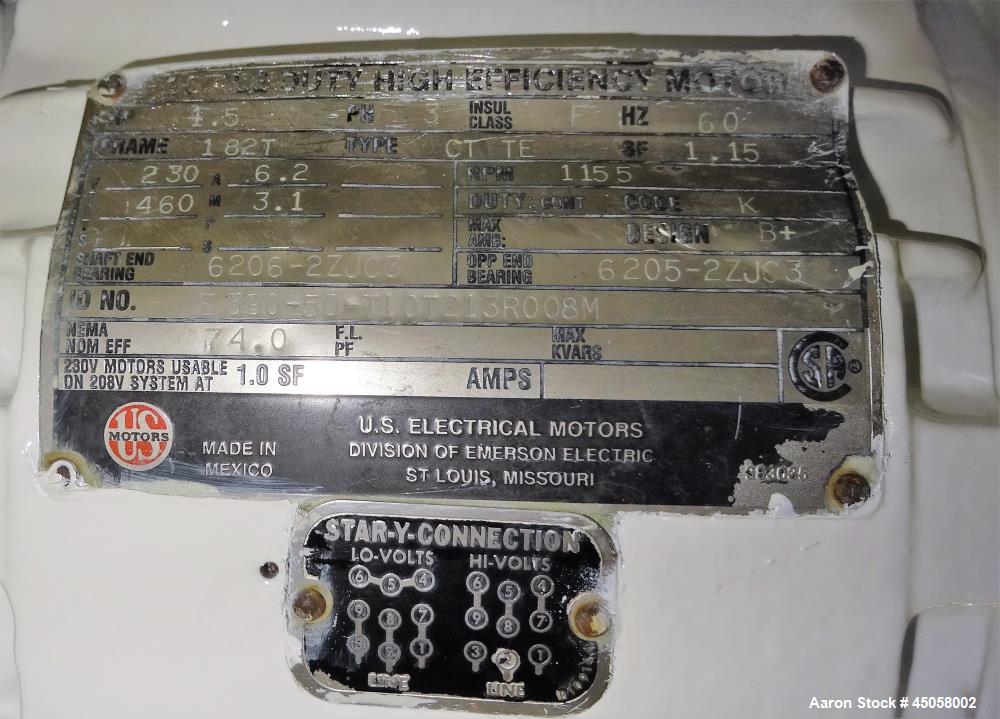 DUTY HIGH EFFICIENCY MOTOR
1.5 PH 3 INSUL CLASS F HZ 60
FRAME 182T TYPE CT TE SF 1.15
230 A 6.2 RPM 1155
460 M 3.1 DUTY: CONT CODE K
MAX AMB: DESIGN B+
SHAFT END BEARING 6206-2ZJC3 OPP END BEARING 6205-2ZJC3
ID NO.
NEMA NOM EFF 74.0 F.L. PF MAX KVARS
CSA ®
230V MOTORS USABLE ON 208V SYSTEM AT 1.0 SF AMPS
US MOTORS
MADE IN MEXICO
U.S. ELECTRICAL MOTORS
DIVISION OF EMERSON ELECTRIC
ST LOUIS, MISSOURI
STAR-Y-CONNECTION
LO-VOLTS HI-VOLTS
6 5 4 6 5 4
9 8 7 9 8 7
3 2 1 3 2 1
LINE LINE
Aaron Stock # 45058002